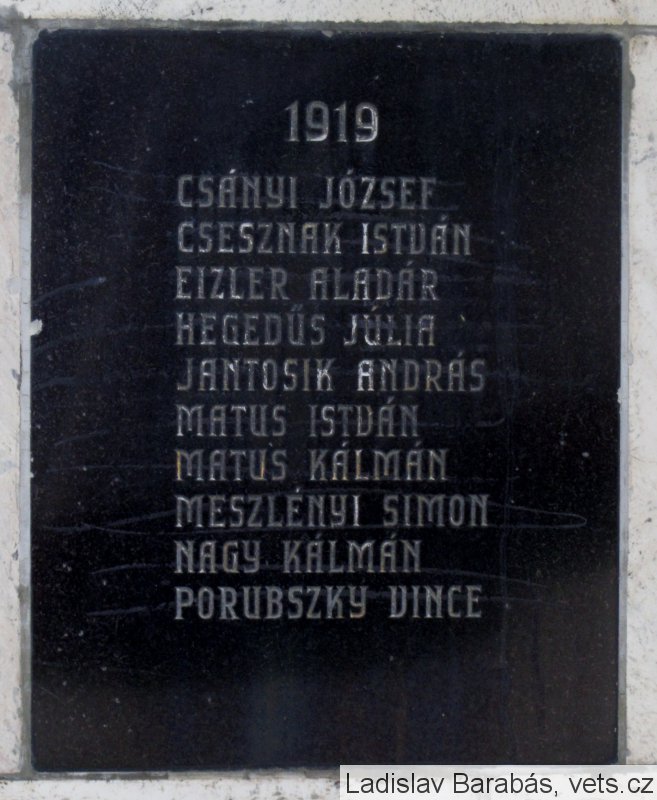 1919
CSÁNYI JÓZSEF
CSESZNAK ISTVÁN
EIZLER ALADÁR
HEGEDŰS JÚLIA
JANTOSIK ANDRÁS
MATUS ISTVÁN
MATUS KÁLMÁN
MESZLÉNYI SIMON
NAGY KÁLMÁN
PORUBSZKY VINCE
Ladislav Barabás, vets.cz